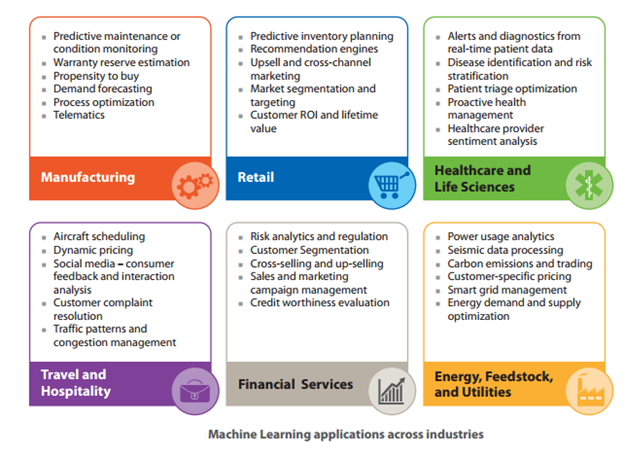 Predictive maintenance or
condition monitoring
Warranty reserve estimation
Propensity to buy
Demand forecasting
Process optimization
Telematics
Manufacturing
Predictive inventory planning
Recommendation engines
Upsell and cross-channel
marketing
Market segmentation and
targeting
Customer ROI and lifetime
value
Retail
Alerts and diagnostics from
real-time patient data
Disease identification and risk
stratification
Patient triage optimization
Proactive health
management
Healthcare provider
sentiment analysis
Healthcare and
Life Sciences
Aircraft scheduling
Dynamic pricing
Social media – consumer
feedback and interaction
analysis
Customer complaint
resolution
Traffic patterns and
congestion management
Travel and
Hospitality
Risk analytics and regulation
Customer Segmentation
Cross-selling and up-selling
Sales and marketing
campaign management
Credit worthiness evaluation
Financial Services
Power usage analytics
Seismic data processing
Carbon emissions and trading
Customer-specific pricing
Smart grid management
Energy demand and supply
optimization
Energy, Feedstock,
and Utilities
Machine Learning applications across industries